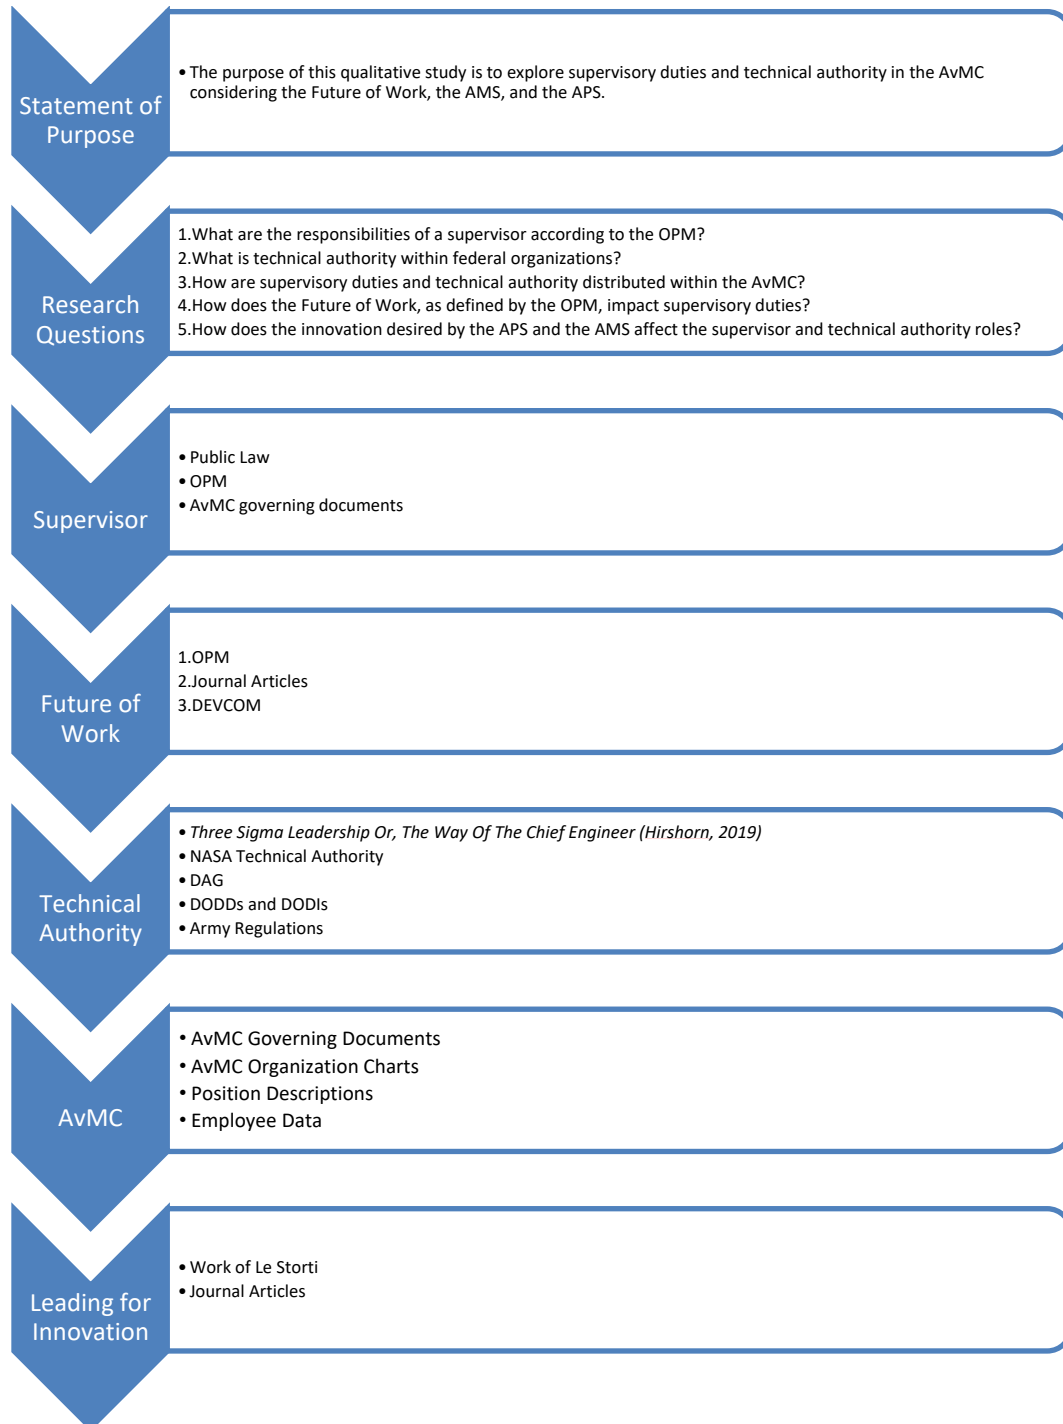 Statement of
Purpose
• The purpose of this qualitative study is to explore supervisory duties and technical authority in the AvMC
considering the Future of Work, the AMS, and the APS.
Research
Questions
1.What are the responsibilities of a supervisor according to the OPM?
2.What is technical authority within federal organizations?
3.How are supervisory duties and technical authority distributed within the AvMC?
4.How does the Future of Work, as defined by the OPM, impact supervisory duties?
5.How does the innovation desired by the APS and the AMS affect the supervisor and technical authority roles?
Supervisor
• Public Law
• OPM
• AvMC governing documents
Future of
Work
1.OPM
2.Journal Articles
3.DEVCOM
Technical
Authority
• Three Sigma Leadership Or, The Way Of The Chief Engineer (Hirshorn, 2019)
• NASA Technical Authority
• DAG
• DODDs and DODIs
• Army Regulations
AvMC
• AvMC Governing Documents
• AvMC Organization Charts
• Position Descriptions
• Employee Data
Leading for
Innovation
• Work of Le Storti
• Journal Articles